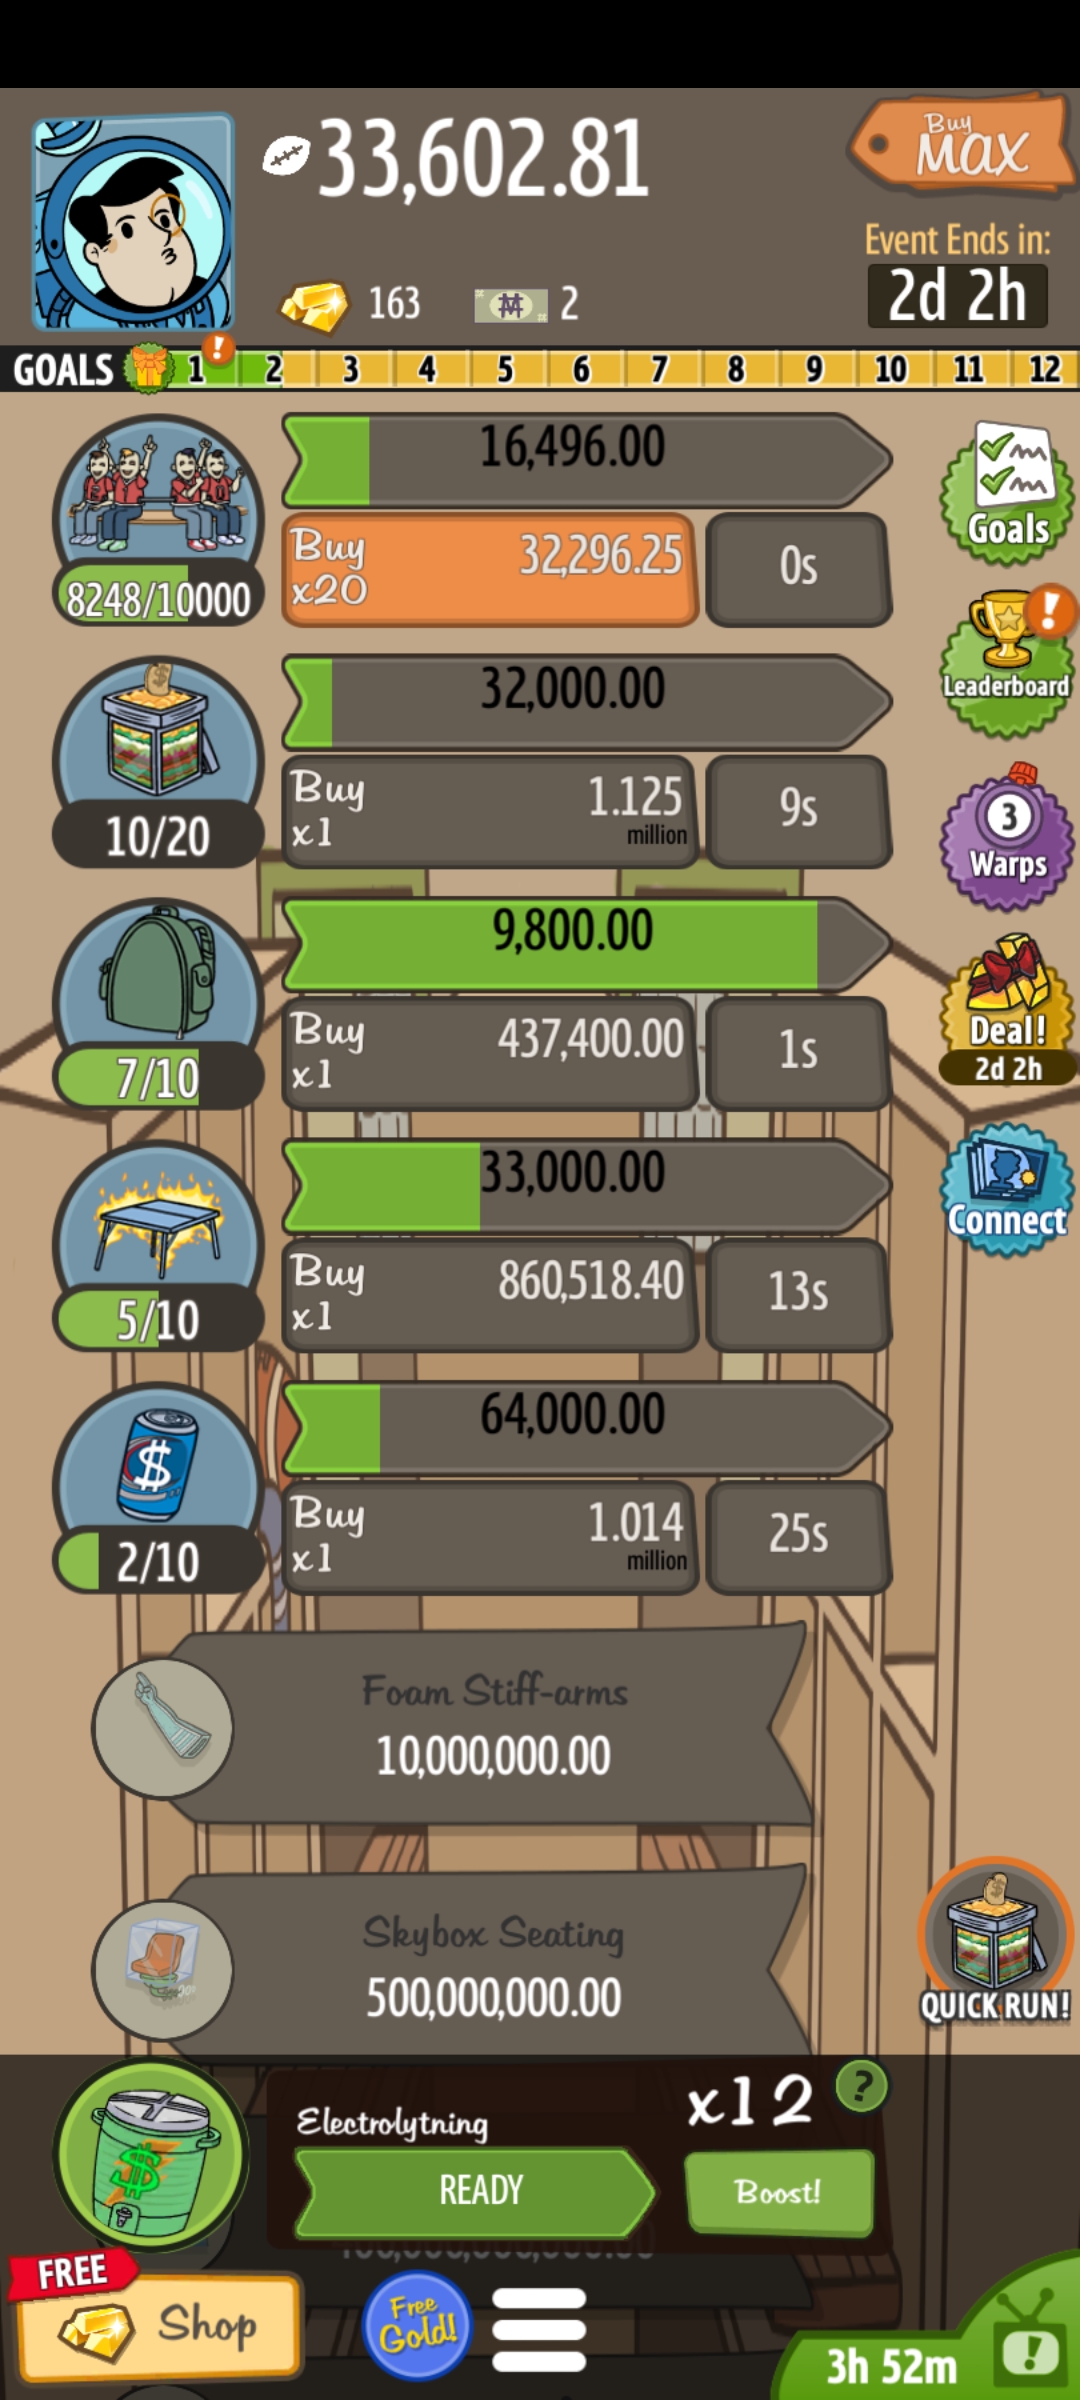 33,602.81
Buy
MAX
Event Ends in:
2d 2h
163
2
GOALS 1 ! 2 3 4 5 6 7 8 9 10 11 12
16,496.00
Buy
x20
32,296.25
0s
8248/10000
Goals
32,000.00
Buy
x1
1.125
million
9s
10/20
!
Leaderboard
9,800.00
Buy
x1
437,400.00
1s
7/10
3
Warps
33,000.00
Buy
x1
860,518.40
13s
5/10
Deal!
2d 2h
64,000.00
Buy
x1
1.014
million
25s
$
2/10
Connect
Foam Stiff-arms
10,000,000.00
Skybox Seating
500,000,000.00
QUICK RUN!
$
Electrolytning
READY
x12
?
Boost!
FREE
Shop
Free
Gold!
3h 52m
!